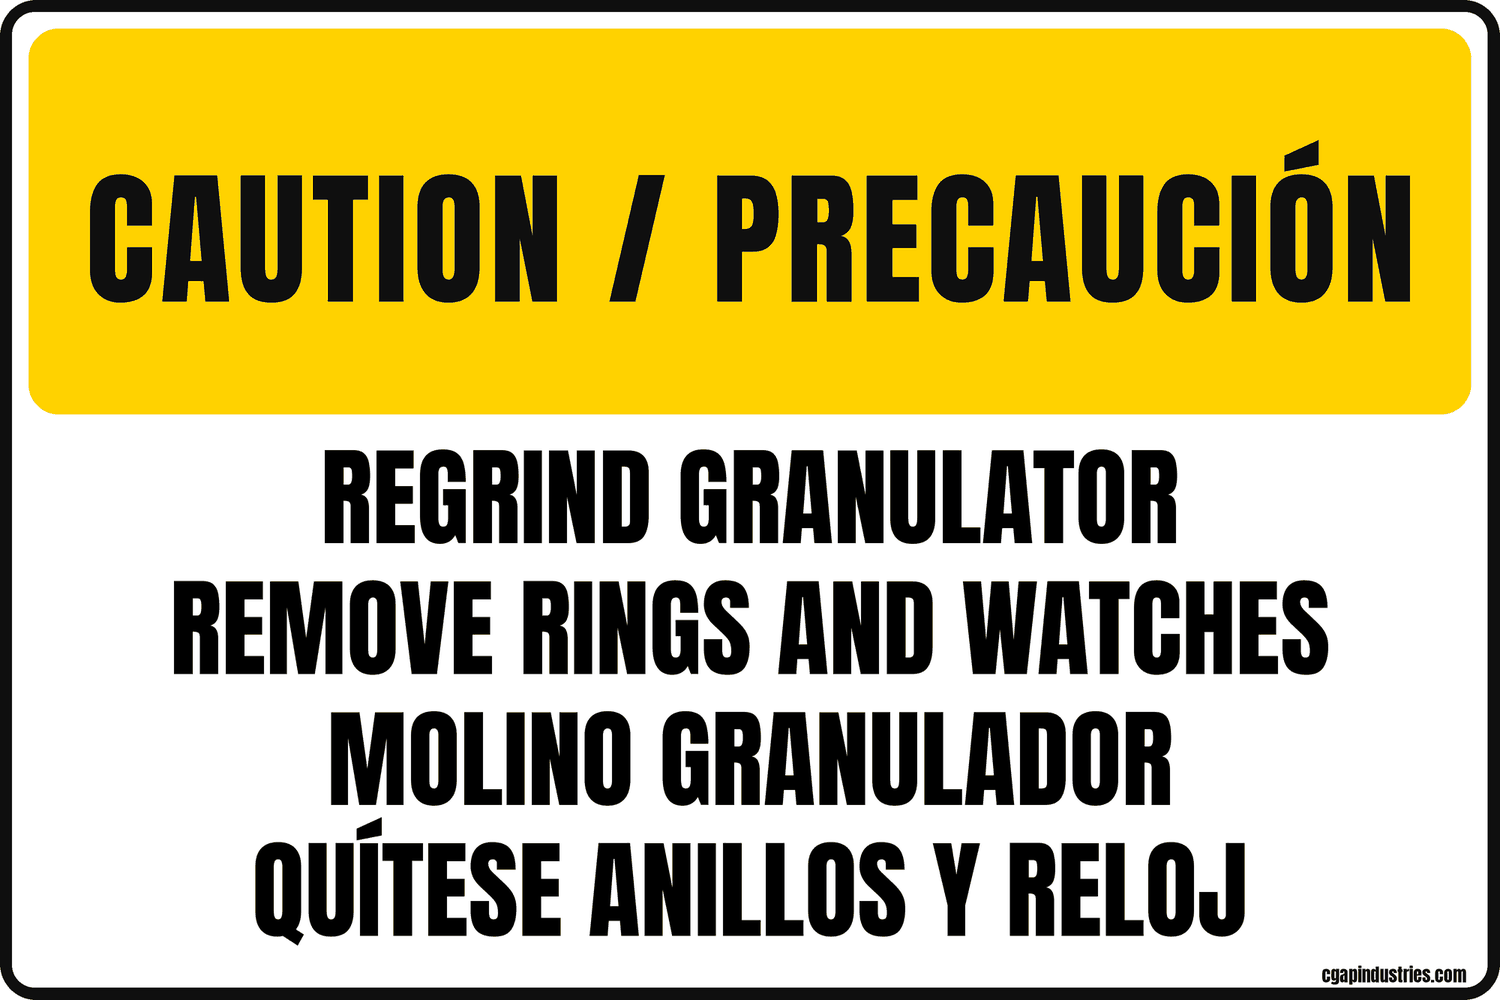 CAUTION / PRECAUCIÓN
REGRIND GRANULATOR
REMOVE RINGS AND WATCHES
MOLINO GRANULADOR
QUÍTESE ANILLOS Y RELOJ
cgapindustries.com